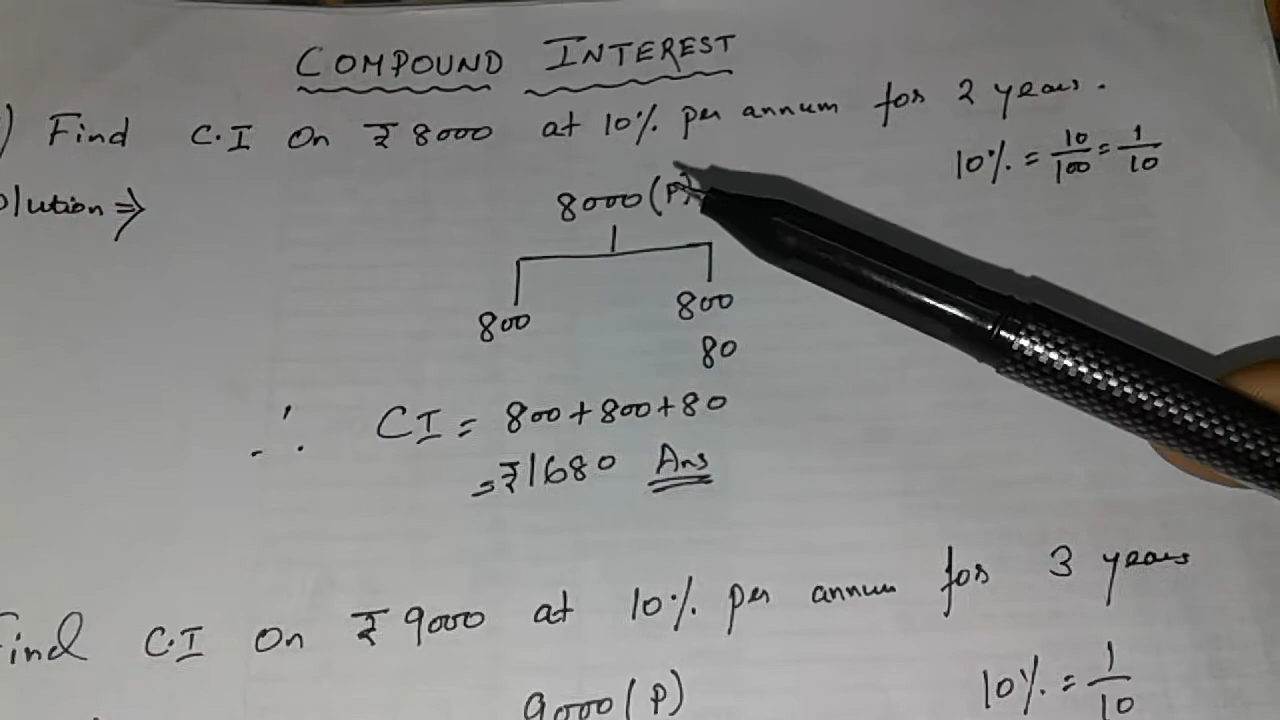 COMPOUND INTEREST
) Find C.I On ₹ 8000 at 10% per annum for 2 years.
10% = 10/100 = 1/10
olution ⇒
8000 (P)
800 800
80
∴ CI = 800 + 800 + 80
= ₹1680 Ans
Find C.I On ₹ 9000 at 10% per annum for 3 years
9000 (P)
10% = 1/10